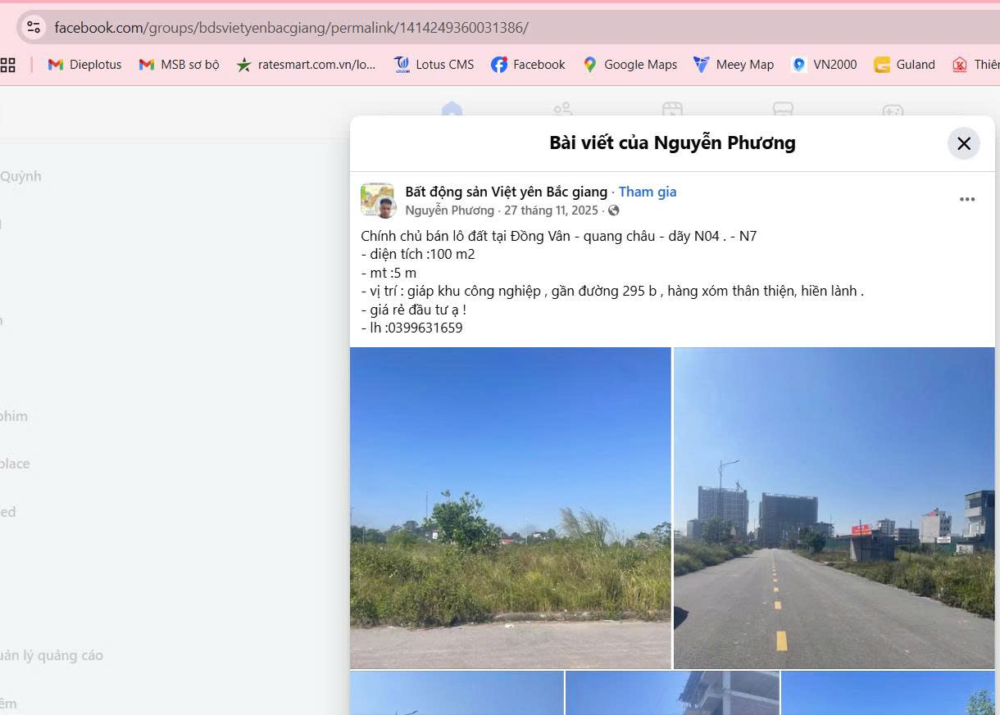 facebook.com/groups/bdsvietyenbacgiang/permalink/1414249360031386/
Dieplotus
MSB sơ bộ
ratesmart.com.vn/lo...
Lotus CMS
Facebook
Google Maps
Meey Map
VN2000
Guland
Thiên
Bài viết của Nguyễn Phương
Quỳnh
Bất động sản Việt yên Bắc giang · Tham gia
Nguyễn Phương · 27 tháng 11, 2025 ·
Chính chủ bán lô đất tại Đồng Vân - quang châu - dãy N04 . - N7
- diện tích :100 m2
- mt :5 m
- vị trí : giáp khu công nghiệp , gần đường 295 b , hàng xóm thân thiện, hiền lành .
- giá rẻ đầu tư ạ !
- lh :0399631659
phim
place
ed
uản lý quảng cáo
êm